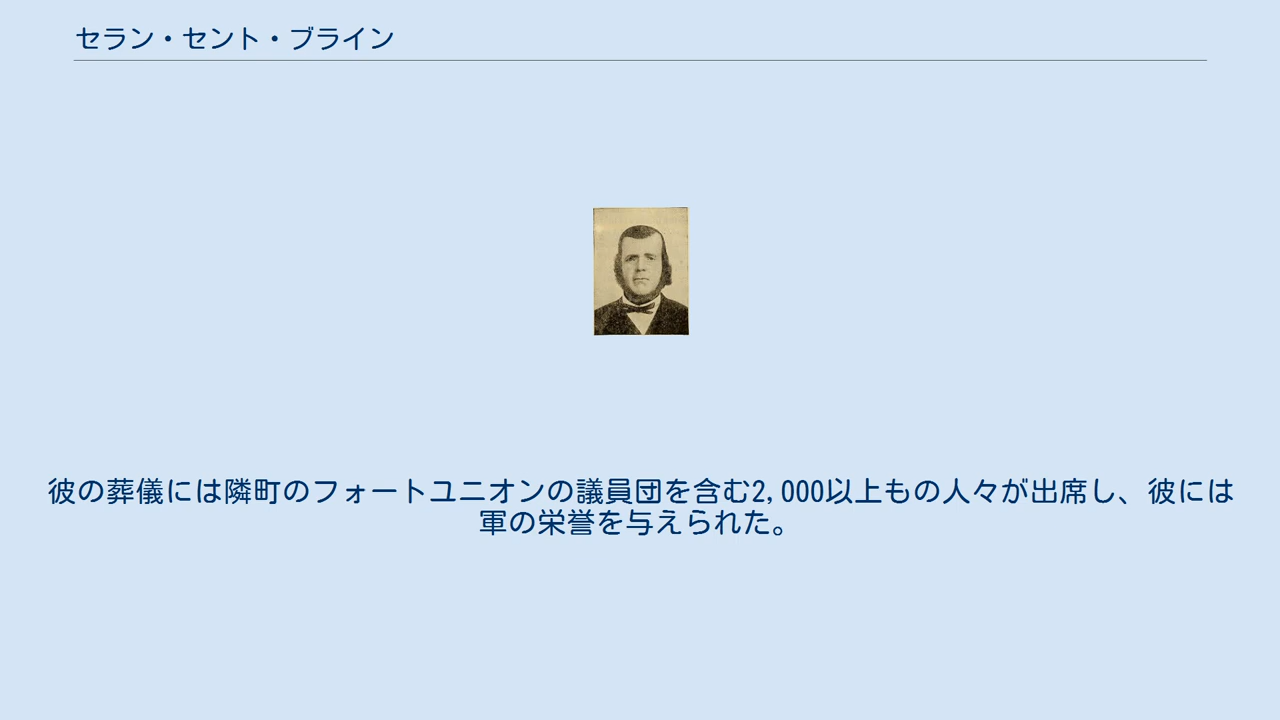 セラン・セント・ブライン
彼の葬儀には隣町のフォートユニオンの議員団を含む2,000以上もの人々が出席し、彼には
軍の栄誉を与えられた。